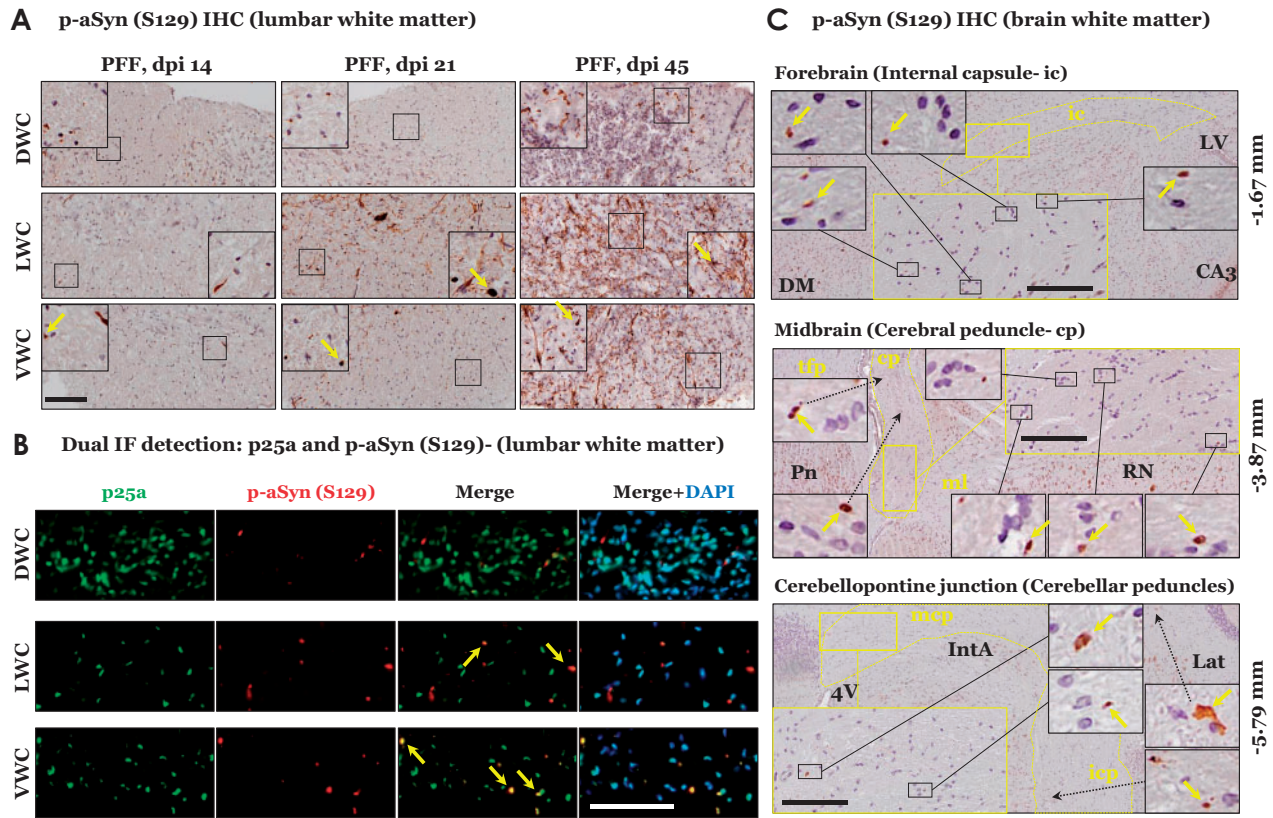 A p-aSyn (S129) IHC (lumbar white matter)
PFF, dpi 14 PFF, dpi 21 PFF, dpi 45
DWC
LWC
VWC
B Dual IF detection: p25a and p-aSyn (S129)- (lumbar white matter)
p25a p-aSyn (S129) Merge Merge+DAPI
DWC
LWC
VWC
C p-aSyn (S129) IHC (brain white matter)
Forebrain (Internal capsule- ic)
ic
LV
DM
CA3
-1.67 mm
Midbrain (Cerebral peduncle- cp)
tfp
cp
Pn
ml
RN
-3.87 mm
Cerebellopontine junction (Cerebellar peduncles)
mcp
IntA
Lat
4V
icp
-5.79 mm